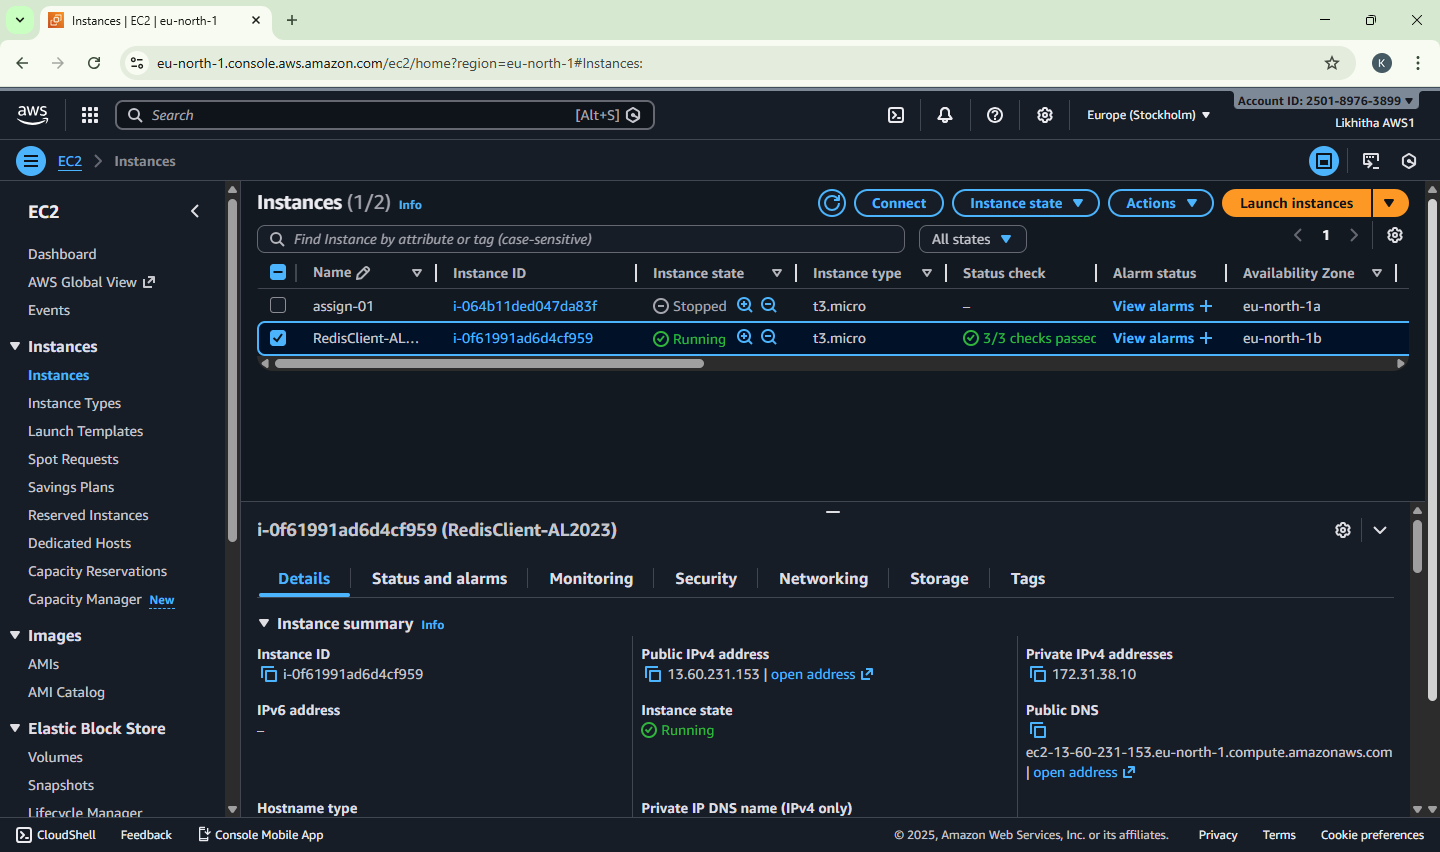 Instances | EC2 | eu-north-1
eu-north-1.console.aws.amazon.com/ec2/home?region=eu-north-1#Instances:
K
aws
Search
[Alt+S]
Europe (Stockholm)
Account ID: 2501-8976-3899
Likhitha AWS1
EC2
Instances
EC2
Dashboard
AWS Global View
Events
Instances
Instances
Instance Types
Launch Templates
Spot Requests
Savings Plans
Reserved Instances
Dedicated Hosts
Capacity Reservations
Capacity Manager New
Images
AMIs
AMI Catalog
Elastic Block Store
Volumes
Snapshots
Lifecycle Manager
Instances (1/2) Info
Connect
Instance state
Actions
Launch instances
Find Instance by attribute or tag (case-sensitive)
All states
1
Name Instance ID Instance state Instance type Status check Alarm status Availability Zone
assign-01 i-064b11ded047da83f Stopped t3.micro – View alarms + eu-north-1a
RedisClient-AL... i-0f61991ad6d4cf959 Running t3.micro 3/3 checks passed View alarms + eu-north-1b
i-0f61991ad6d4cf959 (RedisClient-AL2023)
Details Status and alarms Monitoring Security Networking Storage Tags
Instance summary Info
Instance ID
i-0f61991ad6d4cf959
Public IPv4 address
13.60.231.153 | open address
Private IPv4 addresses
172.31.38.10
IPv6 address
–
Instance state
Running
Public DNS
ec2-13-60-231-153.eu-north-1.compute.amazonaws.com
| open address
Hostname type
Private IP DNS name (IPv4 only)
CloudShell Feedback Console Mobile App
© 2025, Amazon Web Services, Inc. or its affiliates. Privacy Terms Cookie preferences